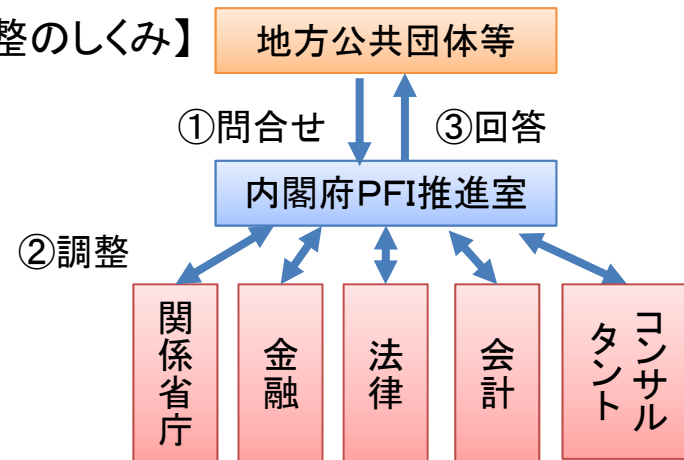 整のしくみ】
地方公共団体等
①問合せ
③回答
内閣府PFI推進室
②調整
関係省庁
金融
法律
会計
コンサル
タント